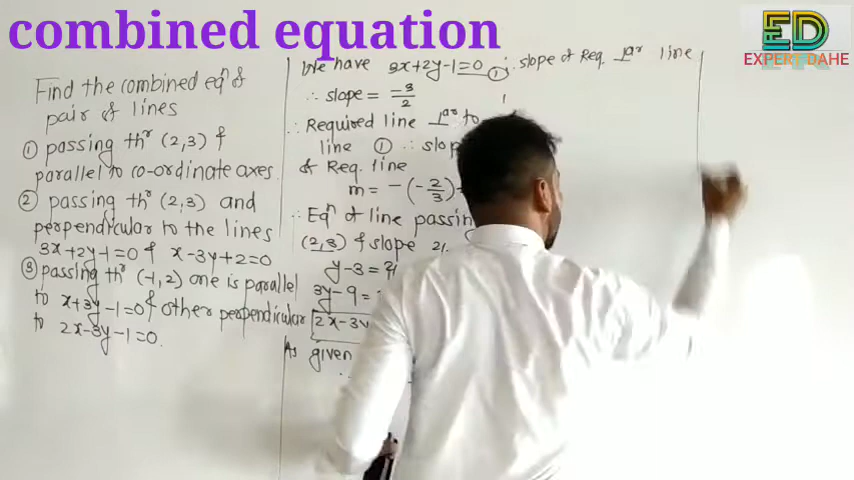 combined equation
ED
EXPERT DAHE
Find the combined eqn of
pair of lines
① passing thr (2,3) &
parallel to co-ordinate axes.
② passing thr (2,3) and
perpendicular to the lines
3x+2y-1=0 & x-3y+2=0
③ passing thr (-1,2) one is parallel
to x+3y-1=0 & other perpendicular
to 2x-3y-1=0.
We have 3x+2y-1=0 ①
∴ slope = -3/2
∴ Required line ⊥ar to
line ① ∴ slop
of Req. line
m = -(-2/3)
∴ Eqn of line passin
(2,3) & slope 2/
y-3=
3y-9=
2x-3y
As given
∴ slope of Req. ⊥ar line